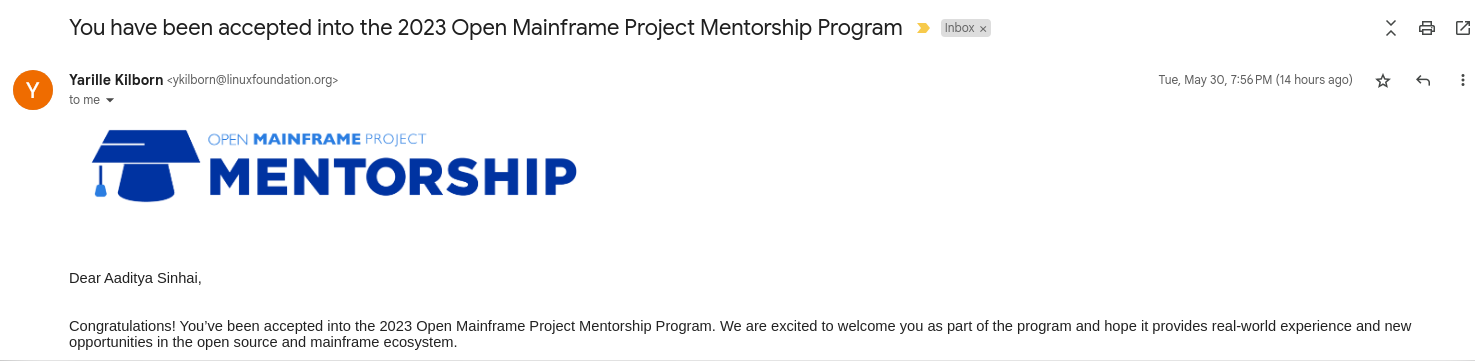 You have been accepted into the 2023 Open Mainframe Project Mentorship Program Inbox ×
Y
Yarille Kilborn <ykilborn@linuxfoundation.org> Tue, May 30, 7:56 PM (14 hours ago)
to me
OPEN MAINFRAME PROJECT
MENTORSHIP
Dear Aaditya Sinhai,
Congratulations! You’ve been accepted into the 2023 Open Mainframe Project Mentorship Program. We are excited to welcome you as part of the program and hope it provides real-world experience and new
opportunities in the open source and mainframe ecosystem.